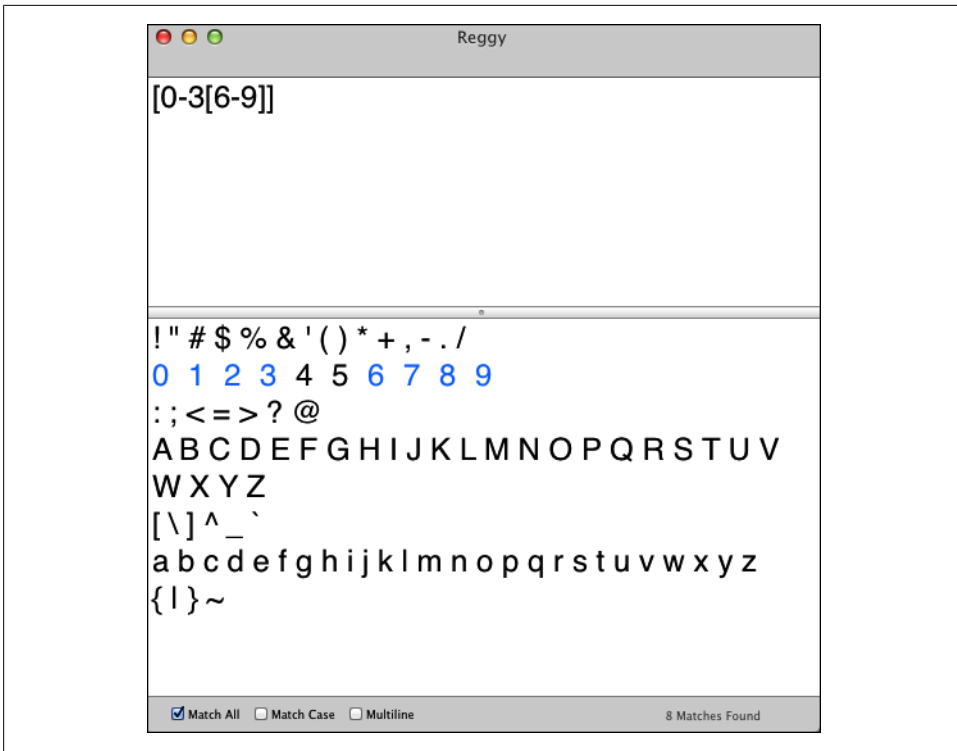 Reggy
[0-3[6-9]]
! " # $ % & ' ( ) * + , - . /
0 1 2 3 4 5 6 7 8 9
: ; < = > ? @
A B C D E F G H I J K L M N O P Q R S T U V
W X Y Z
[ \ ] ^ _ `
a b c d e f g h i j k l m n o p q r s t u v w x y z
{ | } ~
Match All Match Case Multiline 8 Matches Found